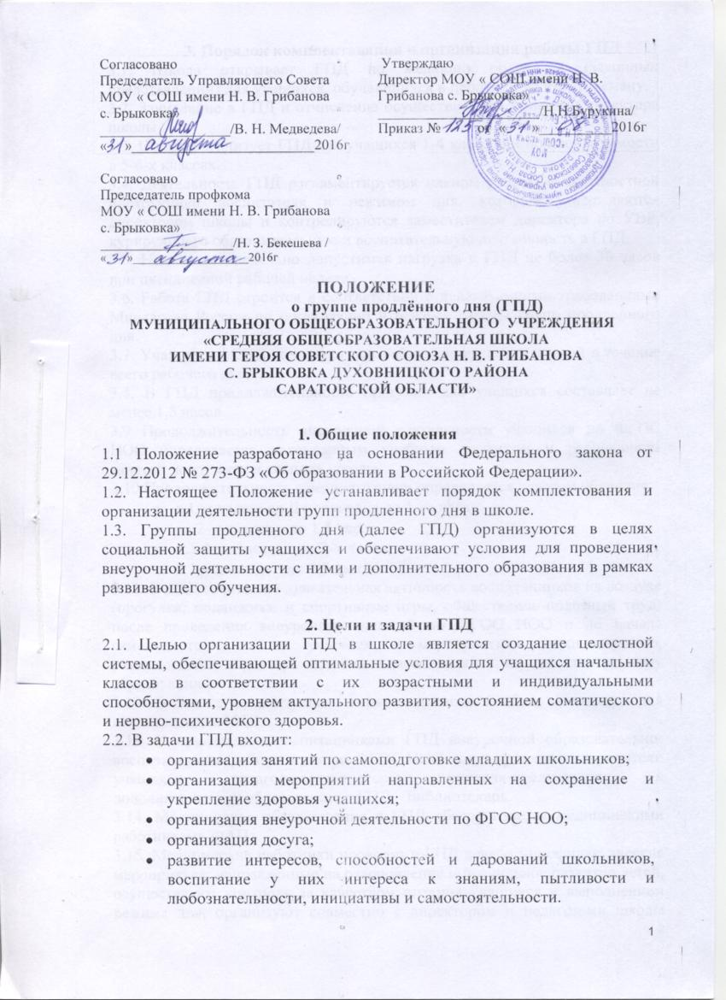 Согласовано
Председатель Управляющего Совета
МОУ « СОШ имени Н. В. Грибанова
с. Брыковка»
/В. Н. Медведева/
«31» августа 2016г
Утверждаю
Директор МОУ « СОШ имени Н. В.
Грибанова с. Брыковка»
/Н.Н.Бурукина/
Приказ № 125 от «31» 08 2016г
Согласовано
Председатель профкома
МОУ « СОШ имени Н. В. Грибанова
с. Брыковка»
/Н. З. Бекешева /
«31» августа 2016г
ПОЛОЖЕНИЕ
о группе продлённого дня (ГПД)
МУНИЦИПАЛЬНОГО ОБЩЕОБРАЗОВАТЕЛЬНОГО УЧРЕЖДЕНИЯ
«СРЕДНЯЯ ОБЩЕОБРАЗОВАТЕЛЬНАЯ ШКОЛА
ИМЕНИ ГЕРОЯ СОВЕТСКОГО СОЮЗА Н. В. ГРИБАНОВА
С. БРЫКОВКА ДУХОВНИЦКОГО РАЙОНА
САРАТОВСКОЙ ОБЛАСТИ»
1. Общие положения
1.1 Положение разработано на основании Федерального закона от
29.12.2012 № 273-ФЗ «Об образовании в Российской Федерации».
1.2. Настоящее Положение устанавливает порядок комплектования и
организации деятельности групп продленного дня в школе.
1.3. Группы продленного дня (далее ГПД) организуются в целях
социальной защиты учащихся и обеспечивают условия для проведения
внеурочной деятельности с ними и дополнительного образования в рамках
развивающего обучения.
2. Цели и задачи ГПД
2.1. Целью организации ГПД в школе является создание целостной
системы, обеспечивающей оптимальные условия для учащихся начальных
классов в соответствии с их возрастными и индивидуальными
способностями, уровнем актуального развития, состоянием соматического
и нервно-психического здоровья.
2.2. В задачи ГПД входит:
• организация занятий по самоподготовке младших школьников;
• организация мероприятий направленных на сохранение и
укрепление здоровья учащихся;
• организация внеурочной деятельности по ФГОС НОО;
• организация досуга;
• развитие интересов, способностей и дарований школьников,
воспитание у них интереса к знаниям, пытливости и
любознательности, инициативы и самостоятельности.
1